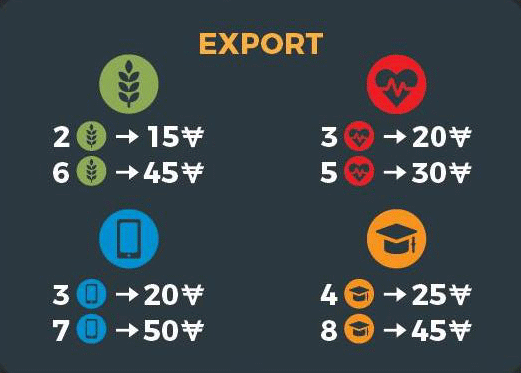 EXPORT
2 → 15₩
6 → 45₩
3 → 20₩
5 → 30₩
3 → 20₩
7 → 50₩
4 → 25₩
8 → 45₩